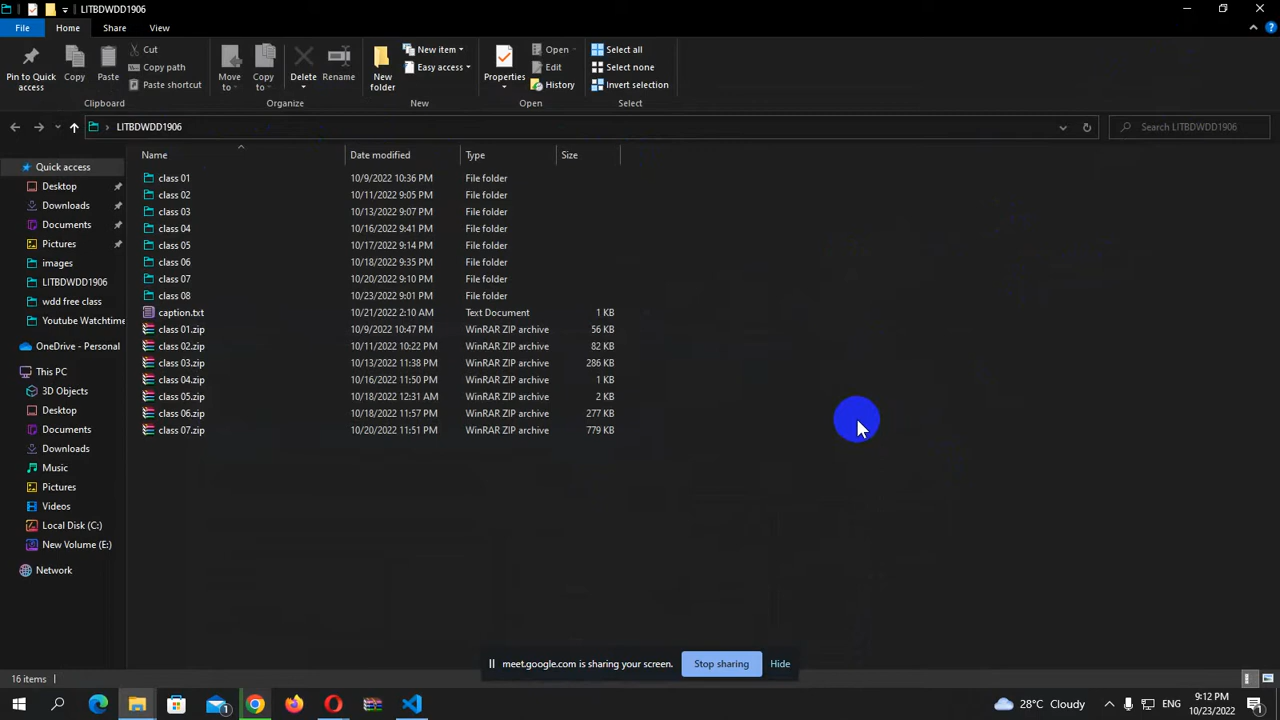 LITBDWDD1906
File Home Share View
Pin to Quick access
Copy
Paste
Cut
Copy path
Paste shortcut
Clipboard
Move to
Copy to
Delete
Rename
Organize
New folder
New item
Easy access
New
Properties
Open
Edit
History
Open
Select all
Select none
Invert selection
Select
LITBDWDD1906
Search LITBDWDD1906
Name Date modified Type Size
class 01 10/9/2022 10:36 PM File folder
class 02 10/11/2022 9:05 PM File folder
class 03 10/13/2022 9:07 PM File folder
class 04 10/16/2022 9:41 PM File folder
class 05 10/17/2022 9:14 PM File folder
class 06 10/18/2022 9:35 PM File folder
class 07 10/20/2022 9:10 PM File folder
class 08 10/23/2022 9:01 PM File folder
caption.txt 10/21/2022 2:10 AM Text Document 1 KB
class 01.zip 10/9/2022 10:47 PM WinRAR ZIP archive 56 KB
class 02.zip 10/11/2022 10:22 PM WinRAR ZIP archive 82 KB
class 03.zip 10/13/2022 11:38 PM WinRAR ZIP archive 286 KB
class 04.zip 10/16/2022 11:50 PM WinRAR ZIP archive 1 KB
class 05.zip 10/18/2022 12:31 AM WinRAR ZIP archive 2 KB
class 06.zip 10/18/2022 11:57 PM WinRAR ZIP archive 277 KB
class 07.zip 10/20/2022 11:51 PM WinRAR ZIP archive 779 KB
Quick access
Desktop
Downloads
Documents
Pictures
images
LITBDWDD1906
wdd free class
Youtube Watchtime
OneDrive - Personal
This PC
3D Objects
Desktop
Documents
Downloads
Music
Pictures
Videos
Local Disk (C:)
New Volume (E:)
Network
meet.google.com is sharing your screen. Stop sharing Hide
16 items
28°C Cloudy
ENG
9:12 PM
10/23/2022